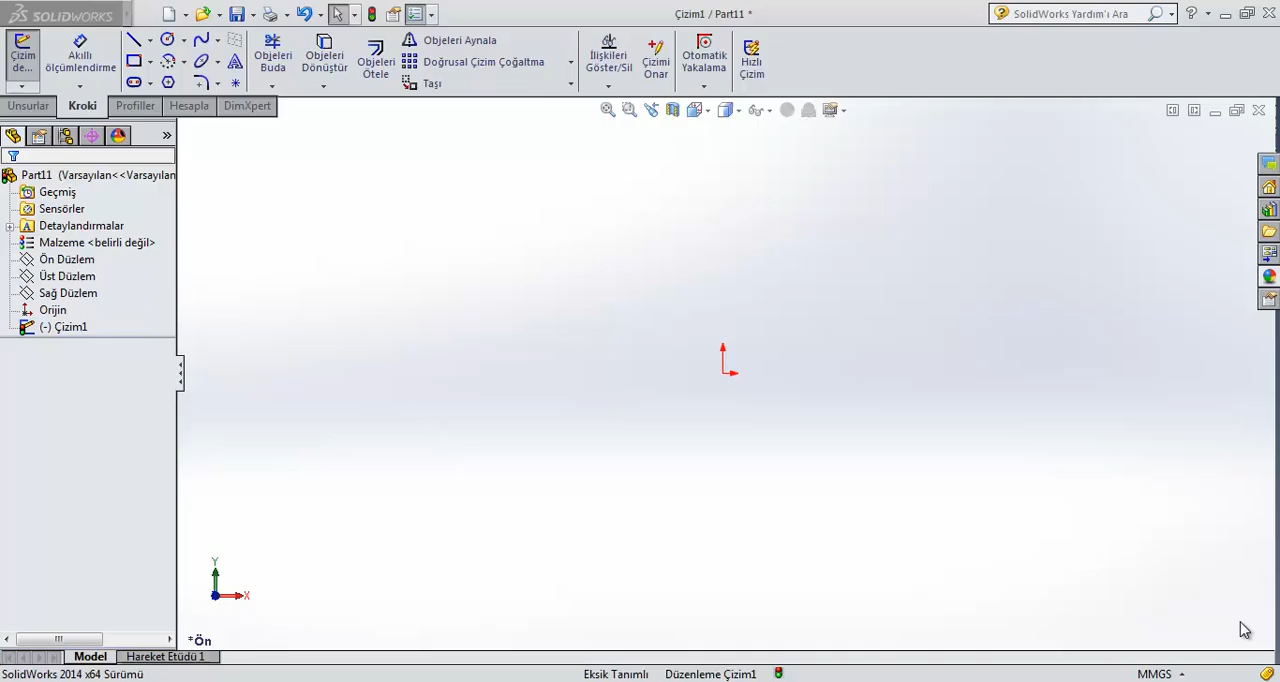 SOLIDWORKS
Çizim1 / Part11 *
SolidWorks Yardım'ı Ara
Çizim
de...
Akıllı
ölçümlendirme
Objeleri
Buda
Objeleri
Dönüştür
Objeleri
Ötele
Objeleri Aynala
Doğrusal Çizim Çoğaltma
Taşı
İlişkileri
Göster/Sil
Çizimi
Onar
Otomatik
Yakalama
Hızlı
Çizim
Unsurlar
Kroki
Profiller
Hesapla
DimXpert
Part11 (Varsayılan<<Varsayılan
Geçmiş
Sensörler
Detaylandırmalar
Malzeme <belirli değil>
Ön Düzlem
Üst Düzlem
Sağ Düzlem
Orijin
(-) Çizim1
Y
X
*Ön
Model
Hareket Etüdü 1
SolidWorks 2014 x64 Sürümü
Eksik Tanımlı
Düzenleme Çizim1
MMGS